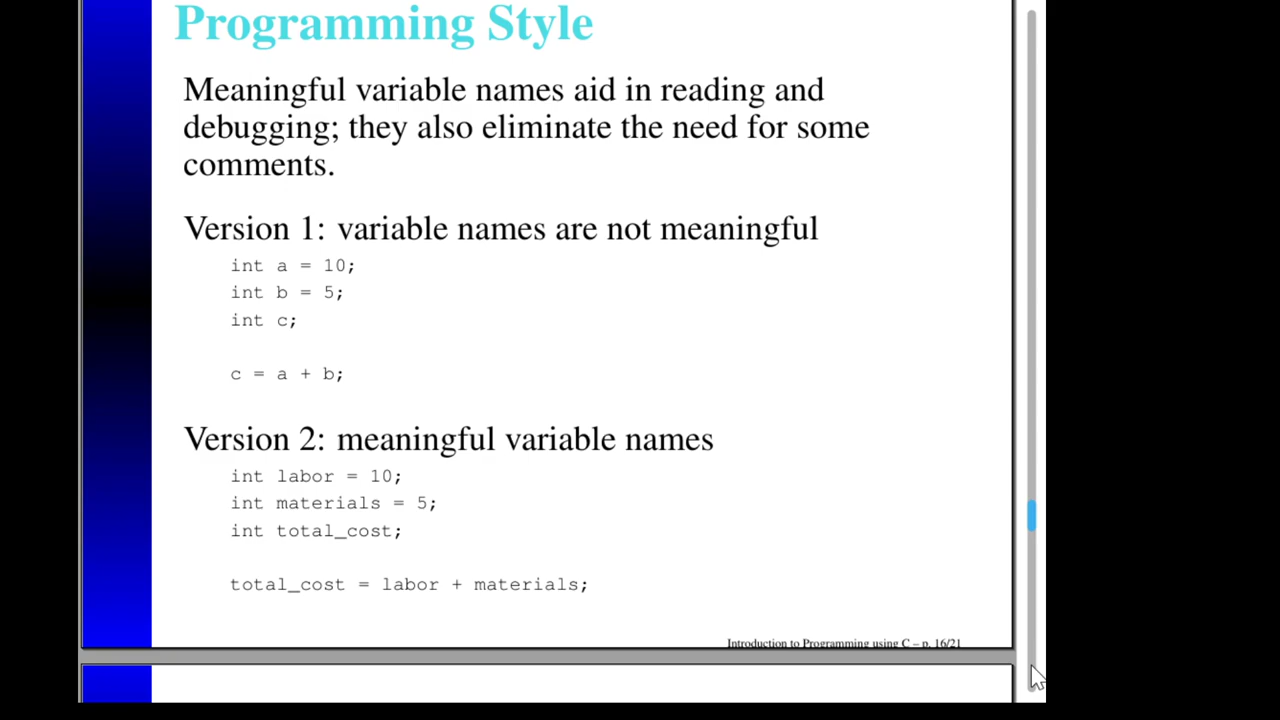 Programming Style
Meaningful variable names aid in reading and
debugging; they also eliminate the need for some
comments.
Version 1: variable names are not meaningful
int a = 10;
int b = 5;
int c;
c = a + b;
Version 2: meaningful variable names
int labor = 10;
int materials = 5;
int total_cost;
total_cost = labor + materials;
Introduction to Programming using C – p. 16/21